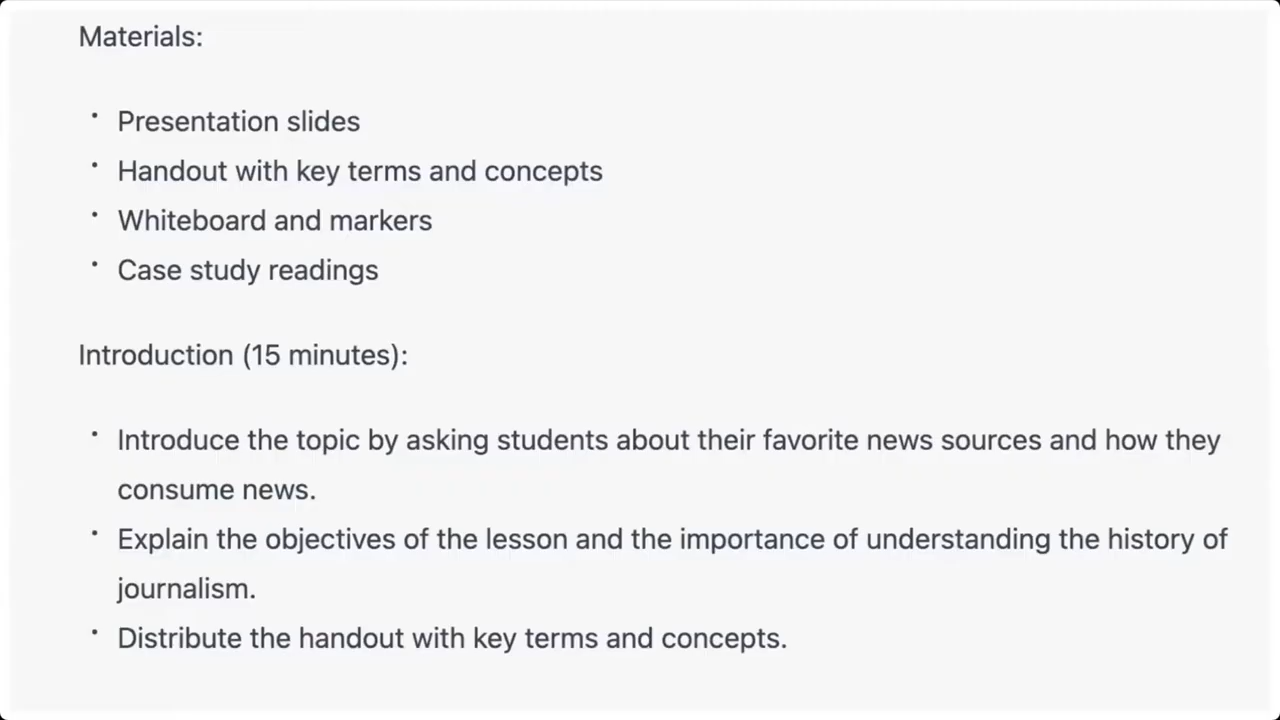 Materials:
• Presentation slides
• Handout with key terms and concepts
• Whiteboard and markers
• Case study readings
Introduction (15 minutes):
• Introduce the topic by asking students about their favorite news sources and how they
consume news.
• Explain the objectives of the lesson and the importance of understanding the history of
journalism.
• Distribute the handout with key terms and concepts.